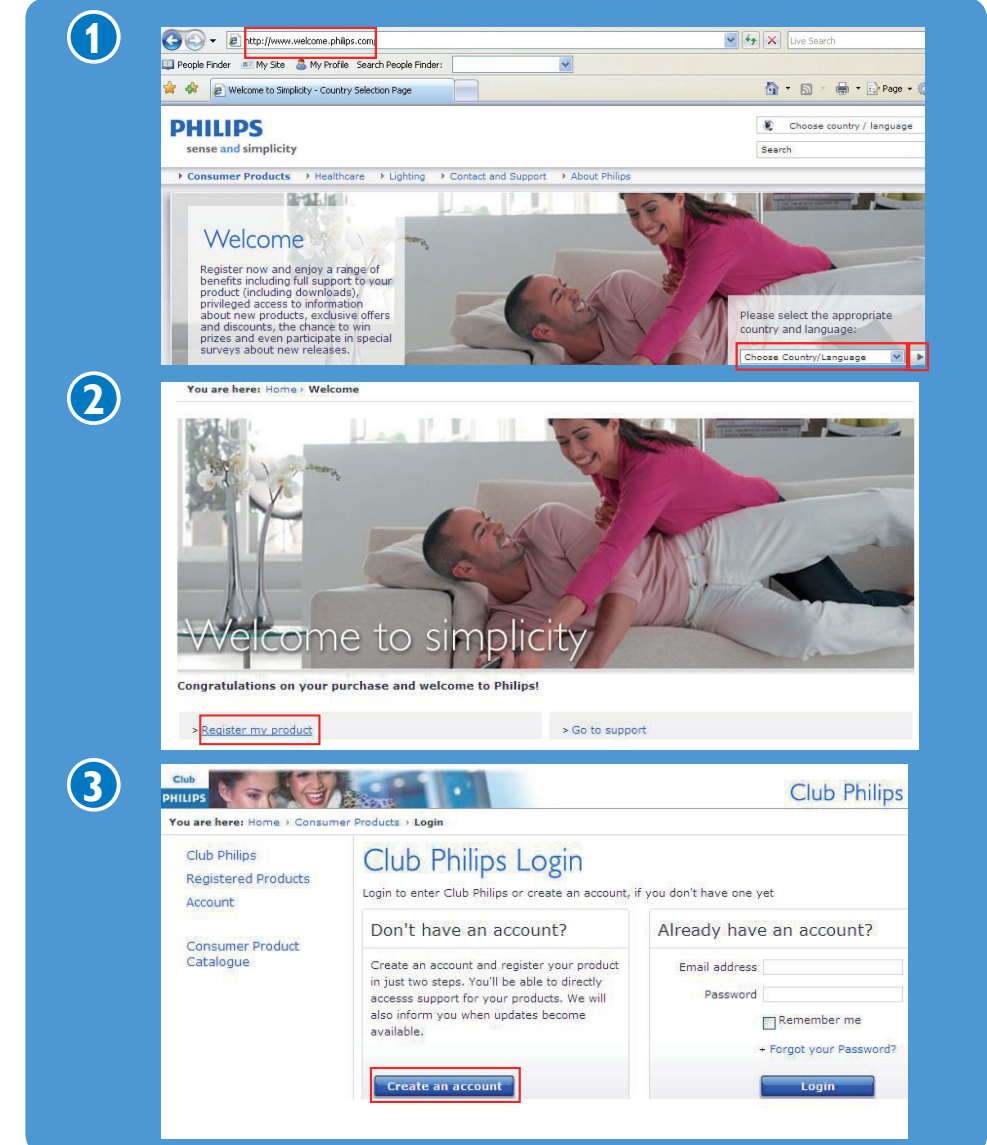 1
http://www.welcome.philips.com/
Live Search
People Finder My Site My Profile Search People Finder:
Welcome to Simplicity - Country Selection Page
Page
PHILIPS
sense and simplicity
Choose country / language
Search
Consumer Products Healthcare Lighting Contact and Support About Philips
Welcome
Register now and enjoy a range of
benefits including full support to your
product (including downloads),
privileged access to information
about new products, exclusive offers
and discounts, the chance to win
prizes and even participate in special
surveys about new releases.
Please select the appropriate
country and language:
Choose Country/Language
2
You are here: Home › Welcome
Welcome to simplicity
Congratulations on your purchase and welcome to Philips!
> Register my product
> Go to support
3
Club
PHILIPS
Club Philips
You are here: Home › Consumer Products › Login
Club Philips
Registered Products
Account
Consumer Product
Catalogue
Club Philips Login
Login to enter Club Philips or create an account, if you don't have one yet
Don't have an account?
Create an account and register your product
in just two steps. You'll be able to directly
accesss support for your products. We will
also inform you when updates become
available.
Create an account
Already have an account?
Email address
Password
Remember me
+ Forgot your Password?
Login